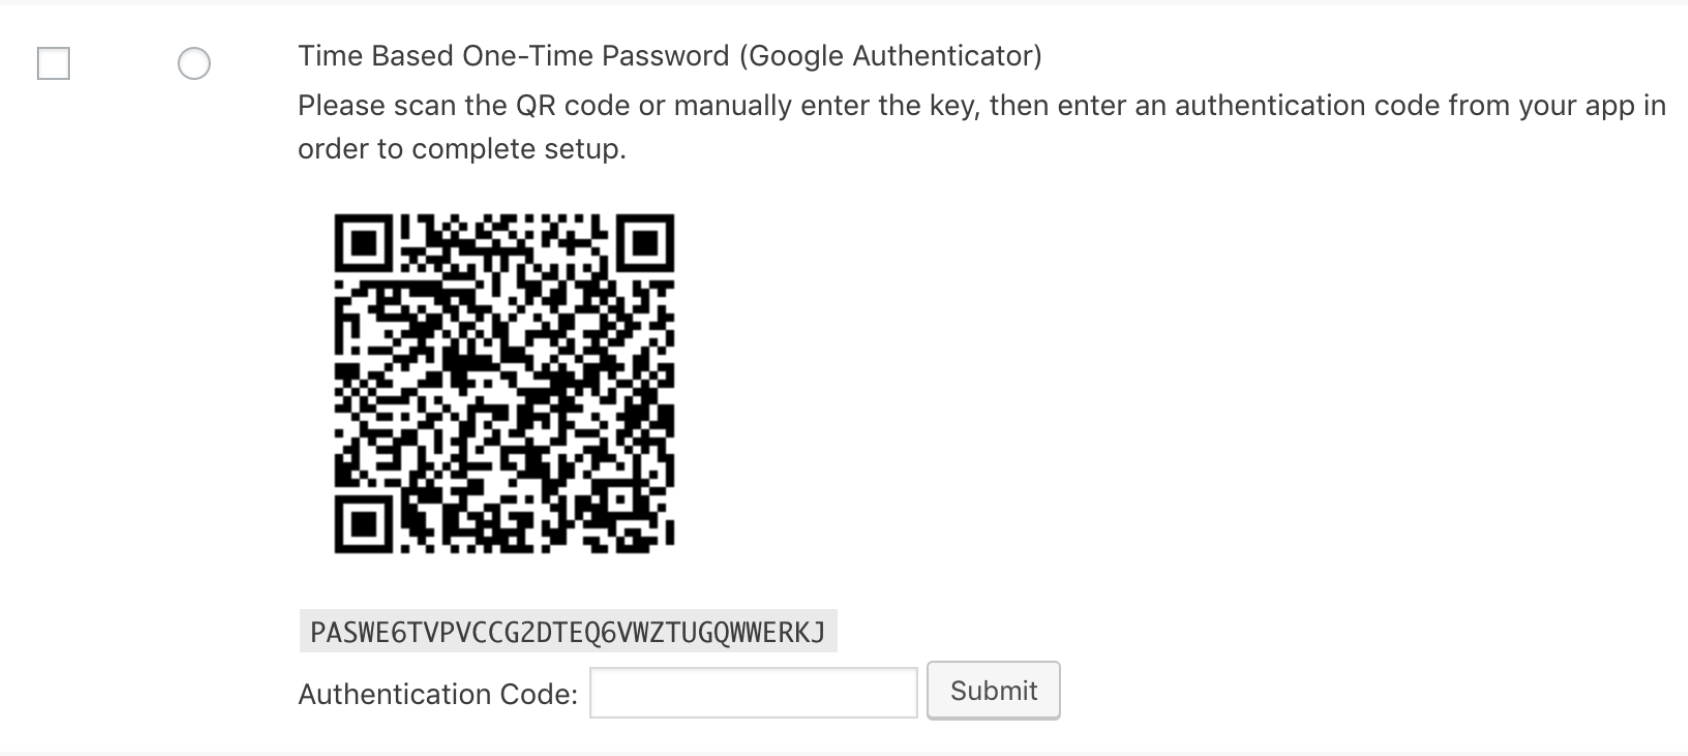 Time Based One-Time Password (Google Authenticator)
Please scan the QR code or manually enter the key, then enter an authentication code from your app in
order to complete setup.
PASWE6TVPVCCG2DTEQ6VWZTUGQWWERKJ
Authentication Code:
Submit